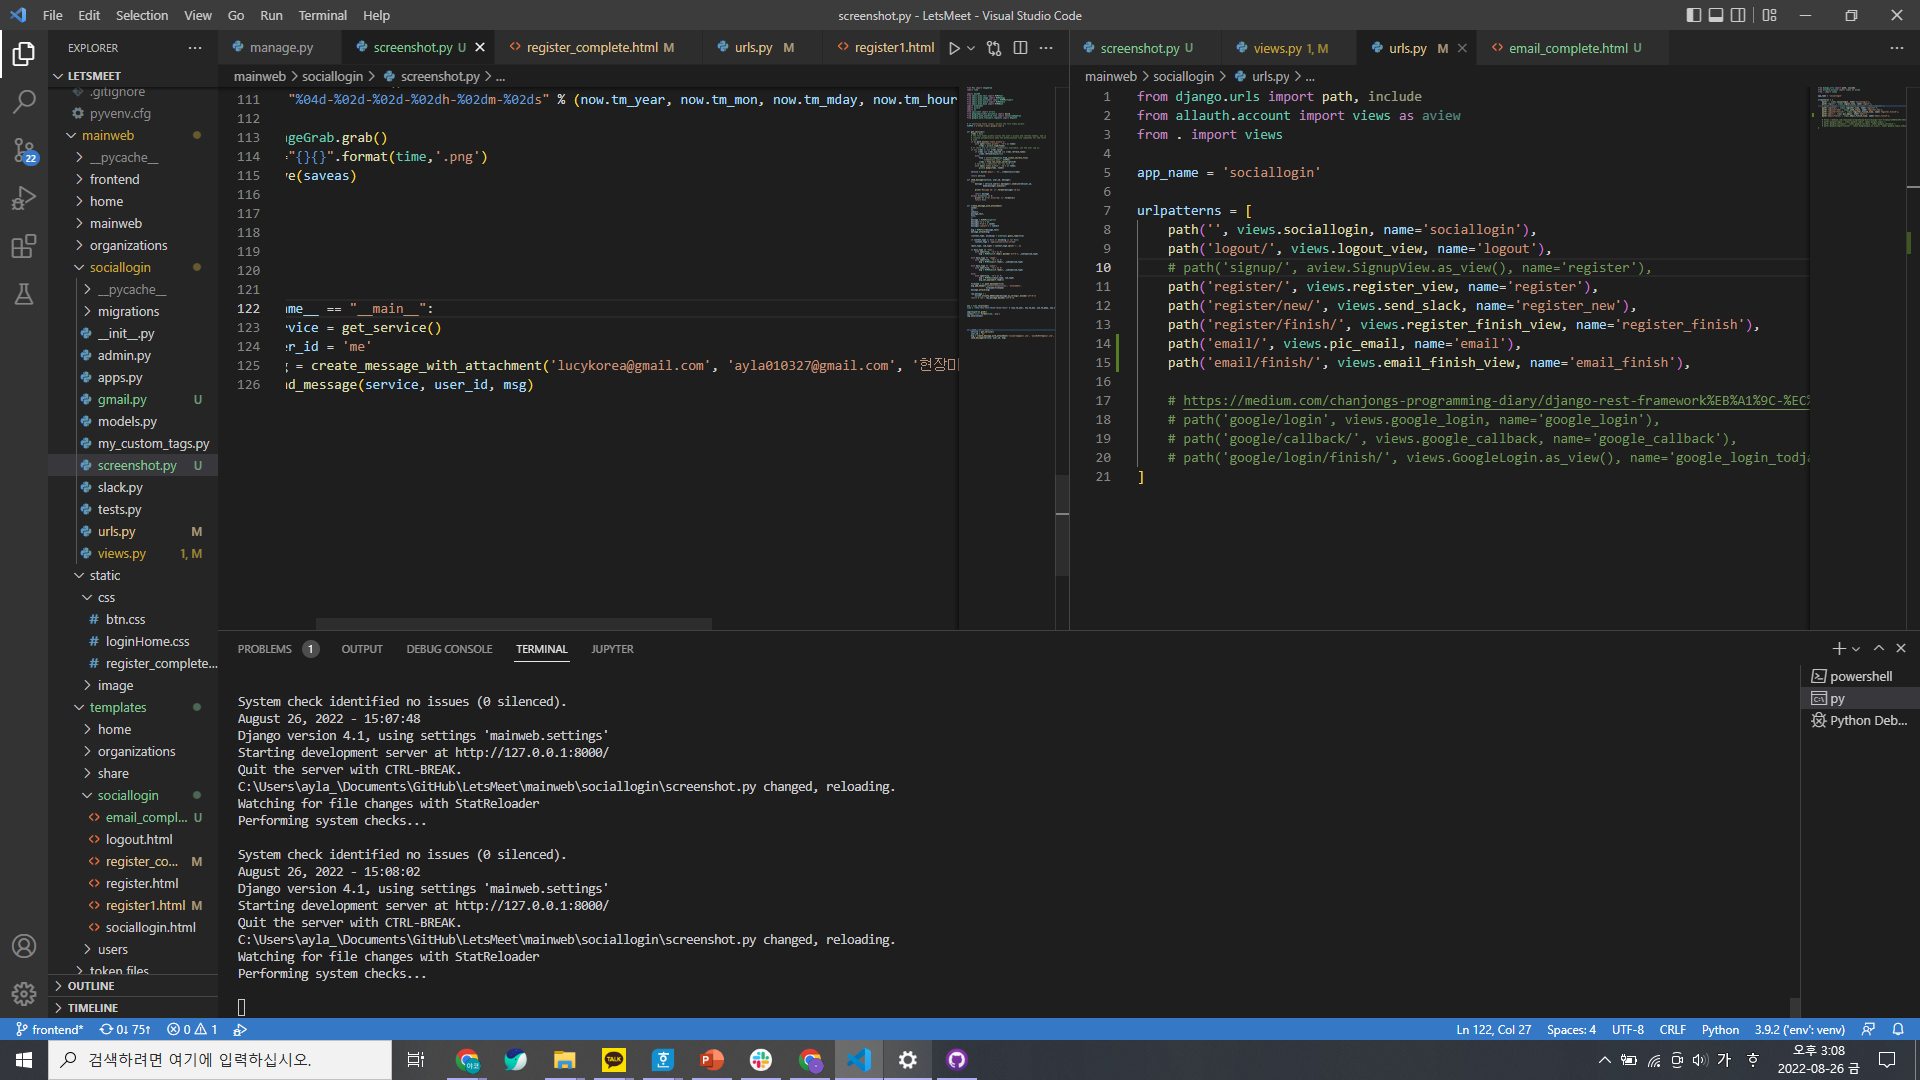 File Edit Selection View Go Run Terminal Help
screenshot.py - LetsMeet - Visual Studio Code
EXPLORER
LETSMEET
.gitignore
pyvenv.cfg
mainweb
__pycache__
frontend
home
mainweb
organizations
sociallogin
__pycache__
migrations
__init__.py
admin.py
apps.py
gmail.py U
models.py
my_custom_tags.py
screenshot.py U
slack.py
tests.py
urls.py M
views.py 1, M
static
css
# btn.css
# loginHome.css
# register_complete...
image
templates
home
organizations
share
sociallogin
<> email_compl... U
<> logout.html
<> register_co... M
<> register.html
<> register1.html M
<> sociallogin.html
users
token files
OUTLINE
TIMELINE
manage.py screenshot.py U register_complete.html M urls.py M register1.html
mainweb > sociallogin > screenshot.py > ...
111 "%04d-%02d-%02d-%02dh-%02dm-%02ds" % (now.tm_year, now.tm_mon, now.tm_mday, now.tm_hour
112
113 ageGrab.grab()
114 ="{}{}".format(time,'.png')
115 ve(saveas)
116
117
118
119
120
121
122 ame__ == "__main__":
123 rvice = get_service()
124 er_id = 'me'
125 g = create_message_with_attachment('lucykorea@gmail.com', 'ayla010327@gmail.com', '현장미
126 nd_message(service, user_id, msg)
screenshot.py U views.py 1, M urls.py M email_complete.html U
mainweb > sociallogin > urls.py > ...
1 from django.urls import path, include
2 from allauth.account import views as aview
3 from . import views
4
5 app_name = 'sociallogin'
6
7 urlpatterns = [
8 path('', views.sociallogin, name='sociallogin'),
9 path('logout/', views.logout_view, name='logout'),
10 # path('signup/', aview.SignupView.as_view(), name='register'),
11 path('register/', views.register_view, name='register'),
12 path('register/new/', views.send_slack, name='register_new'),
13 path('register/finish/', views.register_finish_view, name='register_finish'),
14 path('email/', views.pic_email, name='email'),
15 path('email/finish/', views.email_finish_view, name='email_finish'),
16
17 # https://medium.com/chanjongs-programming-diary/django-rest-framework%EB%A1%9C-%EC%
18 # path('google/login', views.google_login, name='google_login'),
19 # path('google/callback/', views.google_callback, name='google_callback'),
20 # path('google/login/finish/', views.GoogleLogin.as_view(), name='google_login_todja
21 ]
PROBLEMS 1 OUTPUT DEBUG CONSOLE TERMINAL JUPYTER
System check identified no issues (0 silenced).
August 26, 2022 - 15:07:48
Django version 4.1, using settings 'mainweb.settings'
Starting development server at http://127.0.0.1:8000/
Quit the server with CTRL-BREAK.
C:\Users\ayla_\Documents\GitHub\LetsMeet\mainweb\sociallogin\screenshot.py changed, reloading.
Watching for file changes with StatReloader
Performing system checks...
System check identified no issues (0 silenced).
August 26, 2022 - 15:08:02
Django version 4.1, using settings 'mainweb.settings'
Starting development server at http://127.0.0.1:8000/
Quit the server with CTRL-BREAK.
C:\Users\ayla_\Documents\GitHub\LetsMeet\mainweb\sociallogin\screenshot.py changed, reloading.
Watching for file changes with StatReloader
Performing system checks...
powershell
py
Python Deb...
22
frontend* 0↓ 75↑ 0 1
Ln 122, Col 27 Spaces: 4 UTF-8 CRLF Python 3.9.2 ('env': venv)
검색하려면 여기에 입력하십시오.
TALK
가
오후 3:08
2022-08-26 금